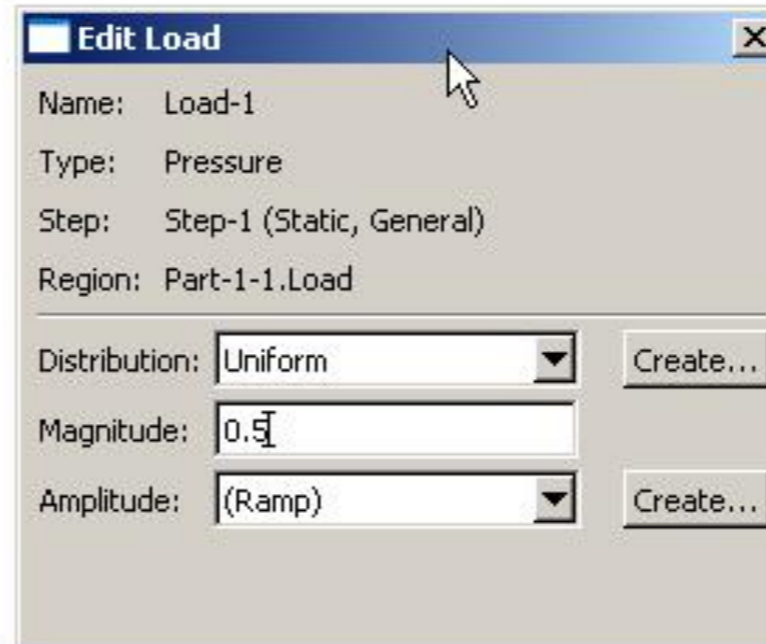 Edit Load
Name: Load-1
Type: Pressure
Step: Step-1 (Static, General)
Region: Part-1-1.Load
Distribution: Uniform Create...
Magnitude: 0.5
Amplitude: (Ramp) Create...